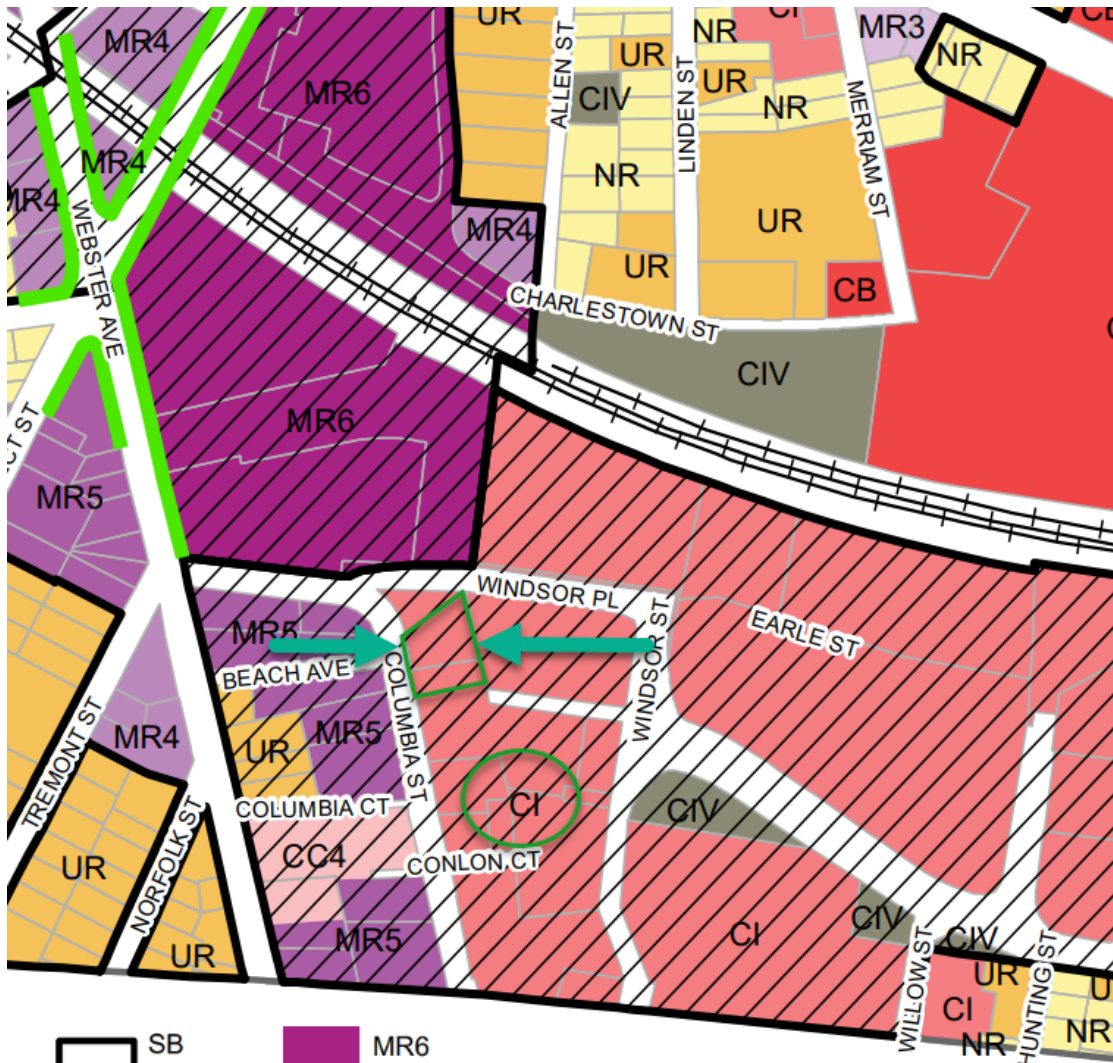 UR
CI
CB
MR4
MR3
NR
NR
UR
UR
MR6
CIV
ALLEN ST
LINDEN ST
NR
MERRIAM ST
MR4
NR
MR4
WEBSTER AVE
MR4
UR
UR
CB
CHARLESTOWN ST
CIV
MR6
CT ST
MR5
WINDSOR PL
WINDSOR ST
EARLE ST
MR5
BEACH AVE
COLUMBIA ST
MR5
UR
MR4
TREMONT ST
COLUMBIA CT
CI
CIV
CC4
CONLON CT
UR
NORFOLK ST
MR5
UR
CI
CIV
CIV
WILLOW ST
HUNTING ST
UR
U
CI
NR
NR
SB
MR6